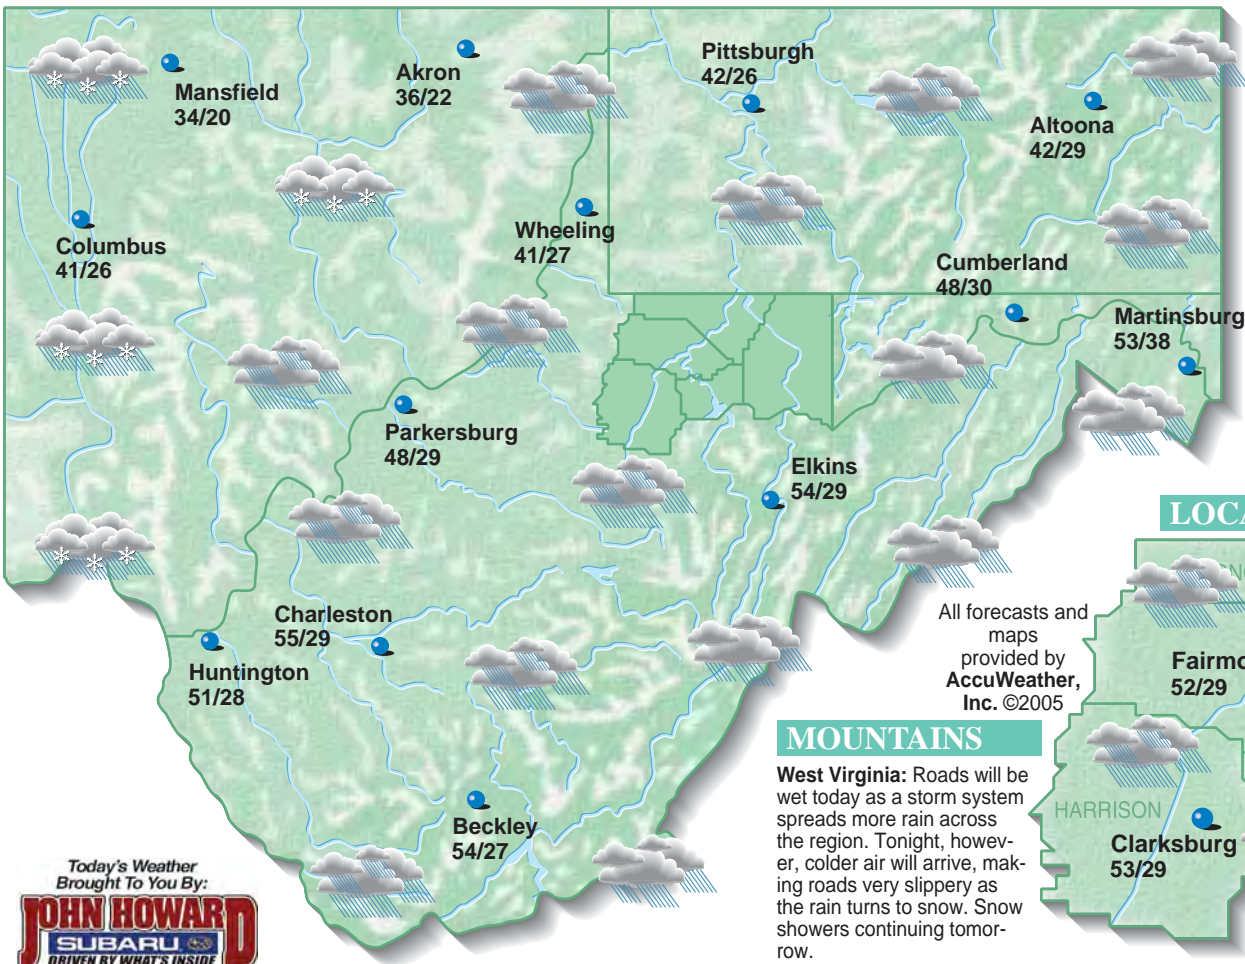 Mansfield
34/20
Akron
36/22
Pittsburgh
42/26
Altoona
42/29
Columbus
41/26
Wheeling
41/27
Cumberland
48/30
Martinsburg
53/38
Parkersburg
48/29
Elkins
54/29
Charleston
55/29
Huntington
51/28
Beckley
54/27
All forecasts and
maps
provided by
AccuWeather,
Inc. ©2005
MOUNTAINS
West Virginia: Roads will be
wet today as a storm system
spreads more rain across
the region. Tonight, howev-
er, colder air will arrive, mak-
ing roads very slippery as
the rain turns to snow. Snow
showers continuing tomor-
row.
LOCA
Fairmo
52/29
HARRISON
Clarksburg
53/29
Today's Weather
Brought To You By:
JOHN HOWARD
SUBARU
DRIVEN BY WHAT'S INSIDE